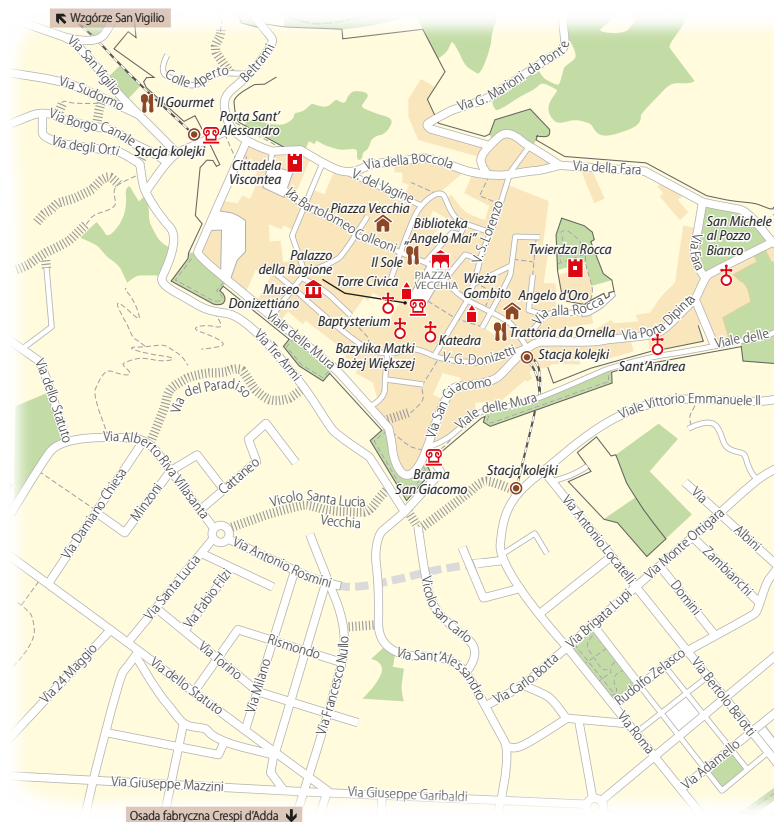 Wzgórze San Vigilio
Via San Vigilio
Colle Aperto
Beltrami
Via G. Marioni da Ponte
Via Sudorno
Il Gourmet
Porta Sant'
Alessandro
Via Borgo Canale
Via degli Orti
Stacja kolejki
Cittadela
Viscontea
Via della Boccola
Via della Fara
V. del Vagine
Via Bartolomeo Colleoni
Piazza Vecchia
Biblioteka
„Angelo Mai”
V. S. Lorenzo
San Michele
al Pozzo
Bianco
Via Faia
Twierdza Rocca
Palazzo
della Ragione
Il Sole
PIAZZA
VECCHIA
Torre Civica
Wieża
Gombito
Museo
Donizettiano
Angelo d'Oro
Via alla Rocca
Baptysterium
Katedra
Trattoria da Ornella
Via Porta Dipinta
Bazylika Matki
Bożej Większej
V. G. Donizetti
Stacja kolejki
Sant'Andrea
Viale delle
Viale delle Mura
Via Tre Armi
Via San Giacomo
Viale delle Mura
Viale Vittorio Emmanuele II
Via dello Statuto
Via del Paradiso
Via Alberto Riva Villasanta
Via Damiano Chiesa
Minzoni
Cattaneo
Brama
San Giacomo
Stacja kolejki
Vicolo Santa Lucia
Vecchia
Via Antonio Locatelli
Via Monte Ortigara
Via
Albini
Zambianchi
Domini
Via Antonio Rosmini
Via Santa Lucia
Via Fabio Filzi
Vicolo san Carlo
Via Brigata Lupi
Rismondo
Via Torino
Via Milano
Via Francesco Nullo
Via Sant'Alessandro
Via Carlo Botta
Rudolfo Zelasco
Via Bertolo Belotti
Via 24 Maggio
Via dello Statuto
Via Roma
Via Adamello
Via Giuseppe Mazzini
Via Giuseppe Garibaldi
Osada fabryczna Crespi d'Adda